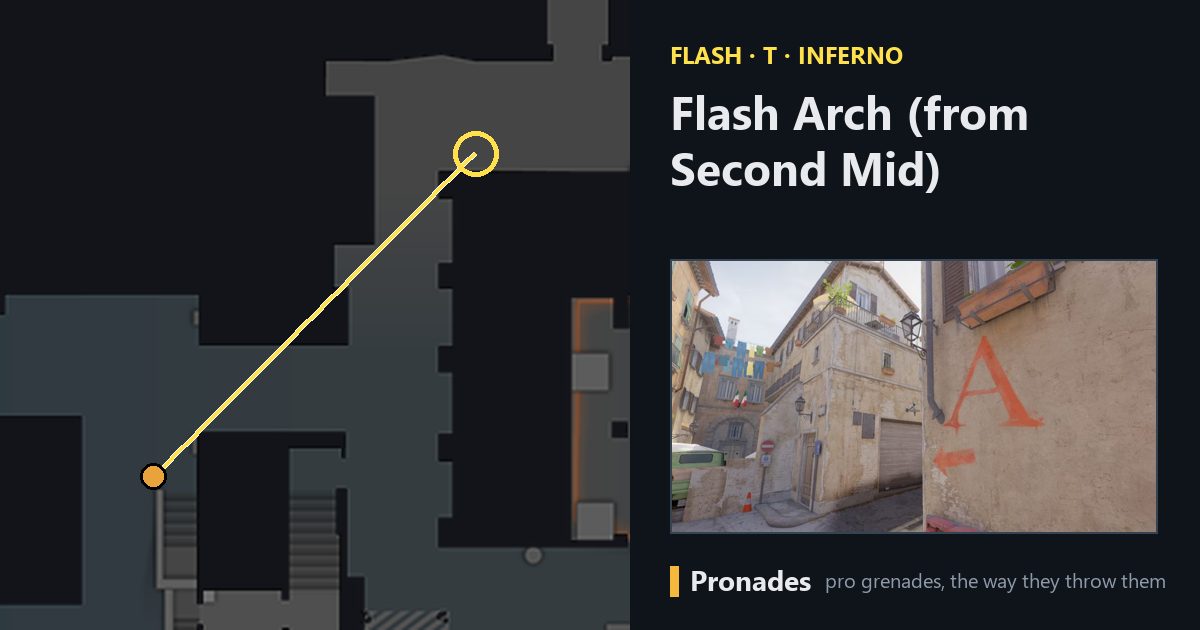 FLASH · T · INFERNO
Flash Arch (from
Second Mid)
A
Pronades pro grenades, the way they throw them